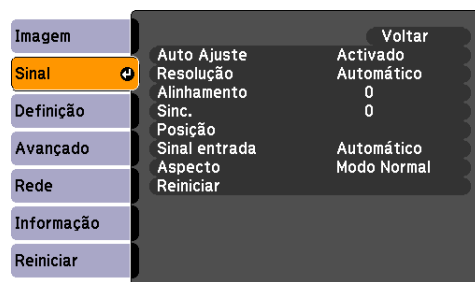 Imagem
Sinal
Definição
Avançado
Rede
Informação
Reiniciar
Voltar
Auto Ajuste Activado
Resolução Automático
Alinhamento 0
Sinc. 0
Posição
Sinal entrada Automático
Aspecto Modo Normal
Reiniciar